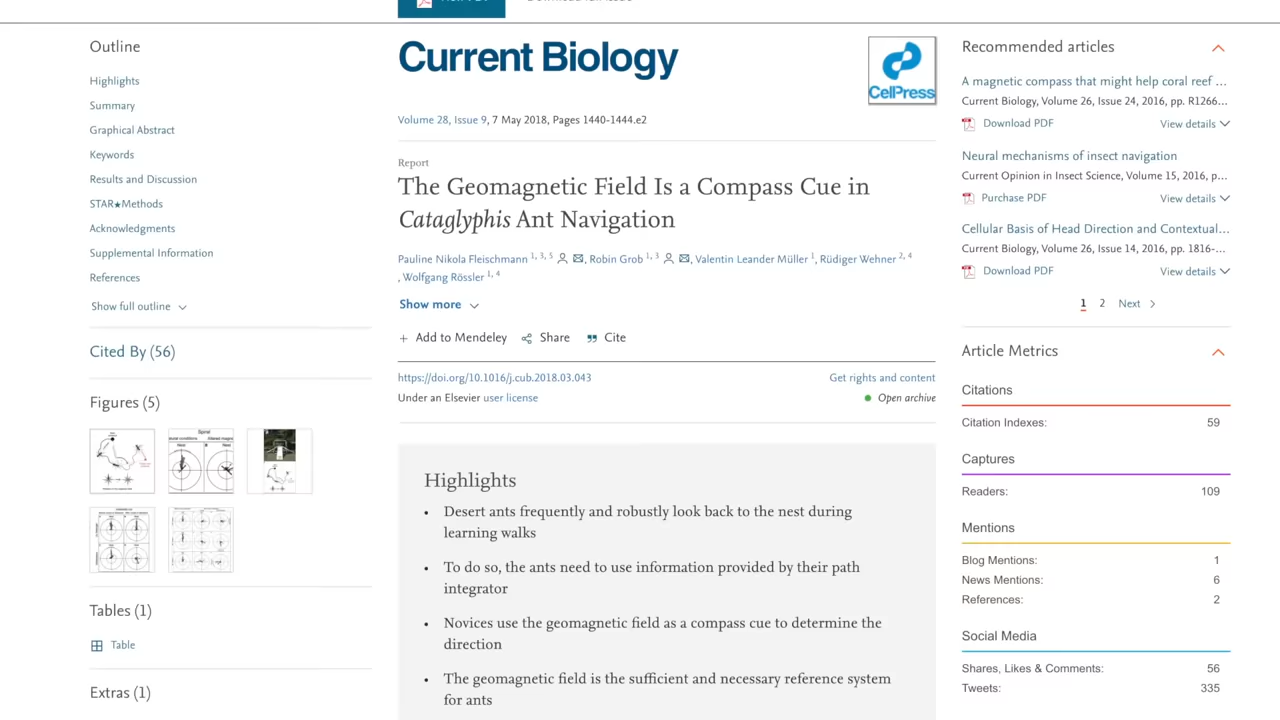 Outline
Highlights
Summary
Graphical Abstract
Keywords
Results and Discussion
STAR★Methods
Acknowledgments
Supplemental Information
References
Show full outline
Cited By (56)
Figures (5)
Tables (1)
Table
Extras (1)
Current Biology
CellPress
Volume 28, Issue 9, 7 May 2018, Pages 1440-1444.e2
Report
The Geomagnetic Field Is a Compass Cue in
Cataglyphis Ant Navigation
Pauline Nikola Fleischmann 1, 3, 5, Robin Grob 1, 3, Valentin Leander Müller 1, Rüdiger Wehner 2, 4
, Wolfgang Rössler 1, 4
Show more
+ Add to Mendeley Share Cite
https://doi.org/10.1016/j.cub.2018.03.043 Get rights and content
Under an Elsevier user license Open archive
Highlights
• Desert ants frequently and robustly look back to the nest during
learning walks
• To do so, the ants need to use information provided by their path
integrator
• Novices use the geomagnetic field as a compass cue to determine the
direction
• The geomagnetic field is the sufficient and necessary reference system
for ants
Recommended articles
A magnetic compass that might help coral reef ...
Current Biology, Volume 26, Issue 24, 2016, pp. R1266...
Download PDF View details
Neural mechanisms of insect navigation
Current Opinion in Insect Science, Volume 15, 2016, p...
Purchase PDF View details
Cellular Basis of Head Direction and Contextual...
Current Biology, Volume 26, Issue 14, 2016, pp. 1816-...
Download PDF View details
1 2 Next
Article Metrics
Citations
Citation Indexes: 59
Captures
Readers: 109
Mentions
Blog Mentions: 1
News Mentions: 6
References: 2
Social Media
Shares, Likes & Comments: 56
Tweets: 335